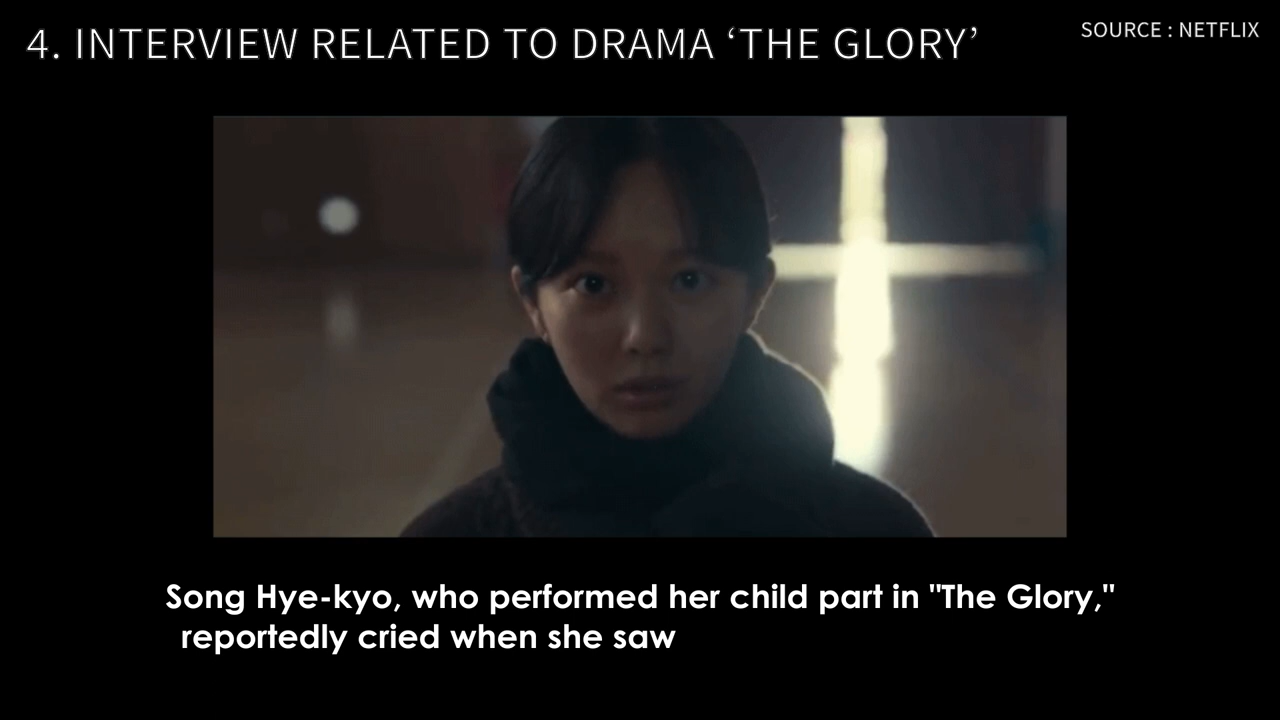 4. INTERVIEW RELATED TO DRAMA ‘THE GLORY’
SOURCE : NETFLIX
Song Hye-kyo, who performed her child part in "The Glory,"
reportedly cried when she saw